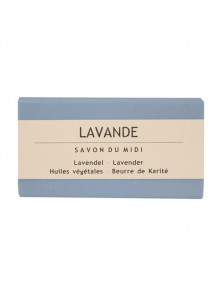 LAVANDE
SAVON DU MIDI
Lavendel - Lavender
Huiles végétales - Beurre de Karité